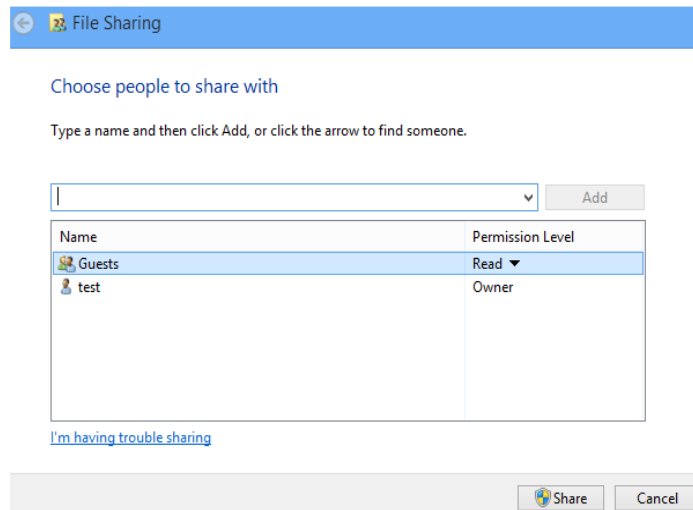 File Sharing
Choose people to share with
Type a name and then click Add, or click the arrow to find someone.
Add
Name Permission Level
Guests Read
test Owner
I'm having trouble sharing
Share Cancel